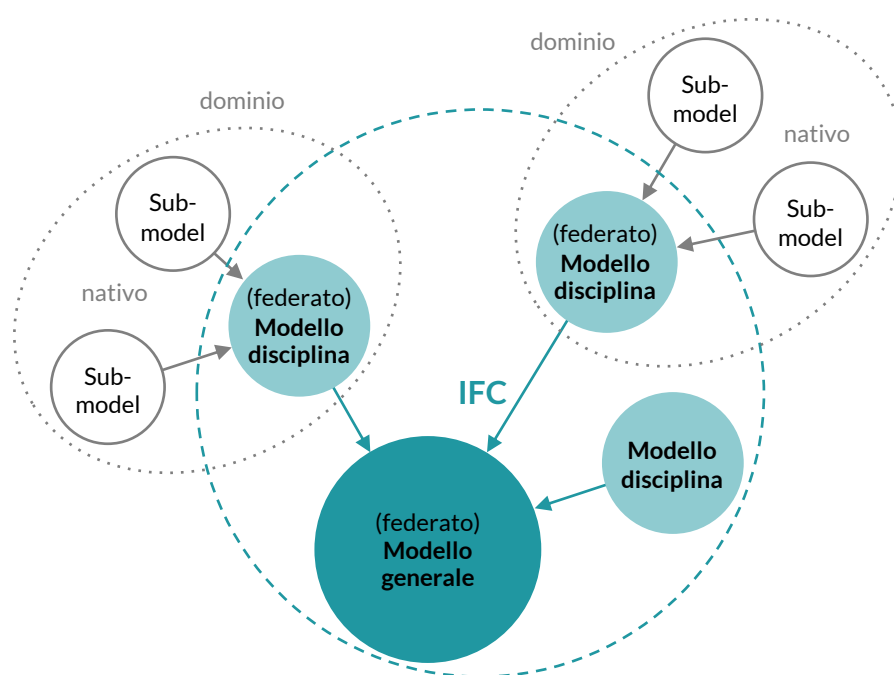 dominio
Sub-
model
nativo
Sub-
model
(federato)
Modello
disciplina
dominio
Sub-
model
(federato)
Modello
disciplina
nativo
Sub-
model
IFC
Modello
disciplina
(federato)
Modello
generale